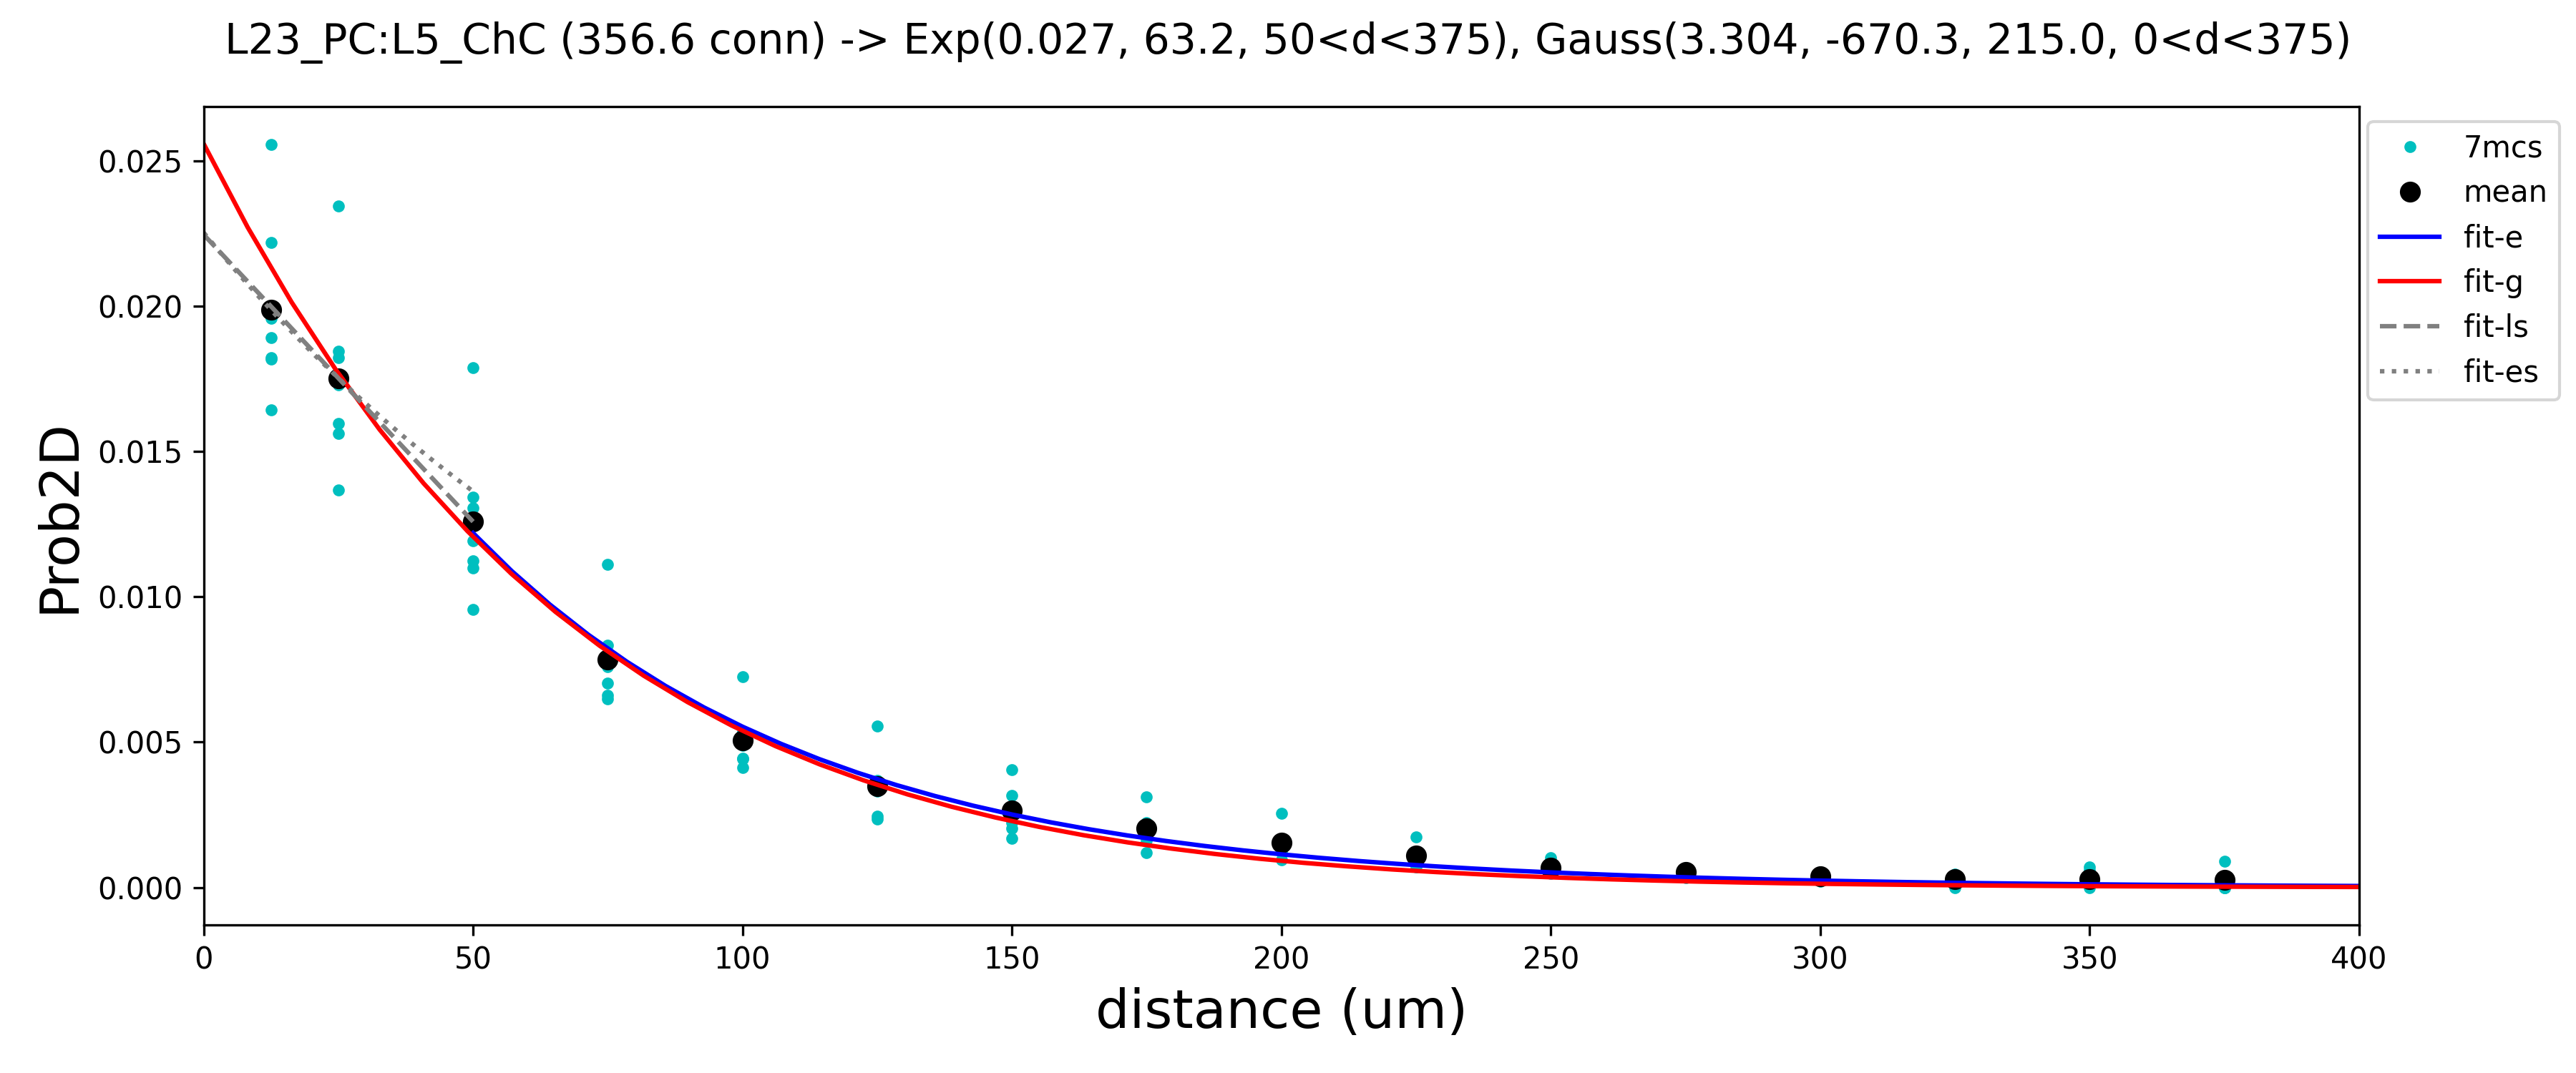 L23_PC:L5_ChC (356.6 conn) -> Exp(0.027, 63.2, 50<d<375), Gauss(3.304, -670.3, 215.0, 0<d<375)
7mcs
mean
fit-e
fit-g
fit-ls
fit-es
Prob2D
0.025
0.020
0.015
0.010
0.005
0.000
0 50 100 150 200 250 300 350 400
distance (um)